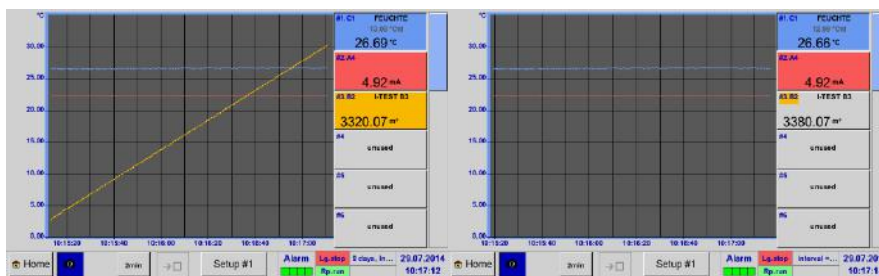 °C
30.00
25.00
20.00
15.00
10.00
5.00
0.00
10:15:20 10:15:40 10:16:00 10:16:20 10:16:40 10:17:00
#1.C1 FEUCHTE
26.69 °C
#2.A4
4.92 mA
#3.B2 I-TEST B3
3320.07 m³
#4
unused
#5
unused
#6
unused
Home
2min
Setup #1
Alarm
Lg.stop
Rp.run
29.07.2014
10:17:12
°C
30.00
25.00
20.00
15.00
10.00
5.00
0.00
10:15:20 10:15:40 10:16:00 10:16:20 10:16:40 10:17:00
#1.C1 FEUCHTE
26.66 °C
#2.A4
4.92 mA
#3.B2 I-TEST B3
3380.07 m³
#4
unused
#5
unused
#6
unused
Home
2min
Setup #1
Alarm
Lg.stop
Rp.run
29.07.20
10:17:1